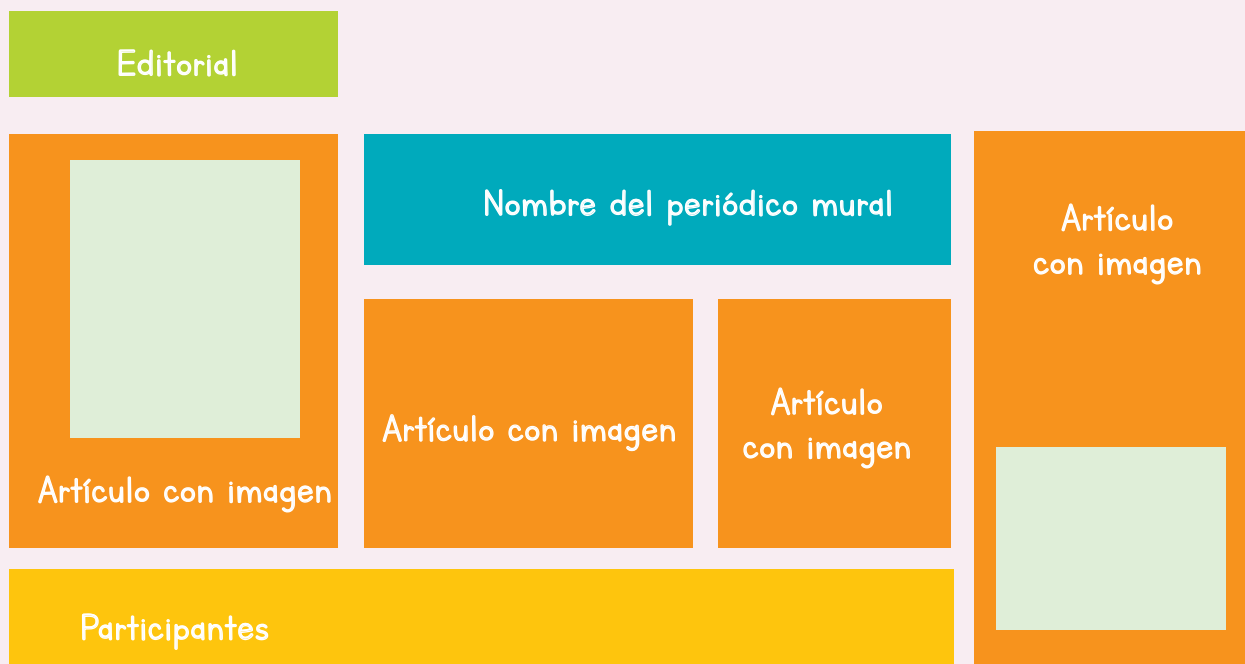 Editorial
Nombre del periódico mural
Artículo
con imagen
Artículo con imagen
Artículo
con imagen
Artículo con imagen
Participantes